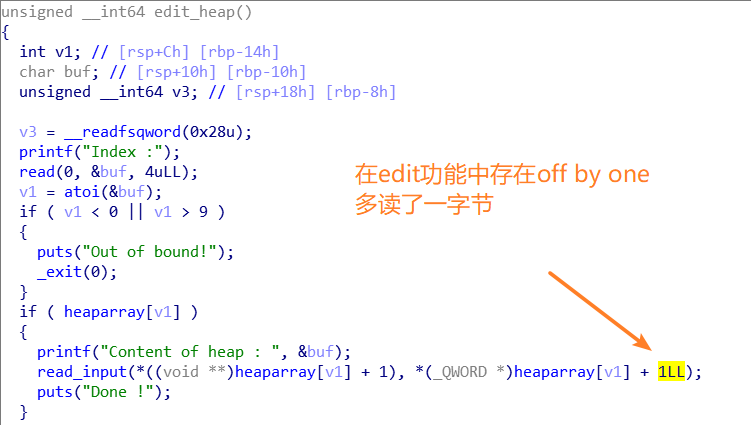 unsigned __int64 edit_heap()
{
  int v1; // [rsp+Ch] [rbp-14h]
  char buf; // [rsp+10h] [rbp-10h]
  unsigned __int64 v3; // [rsp+18h] [rbp-8h]

  v3 = __readfsqword(0x28u);
  printf("Index :");
  read(0, &buf, 4uLL);
  v1 = atoi(&buf);
  if ( v1 < 0 || v1 > 9 )
  {
    puts("Out of bound!");
    _exit(0);
  }
  if ( heaparray[v1] )
  {
    printf("Content of heap : ", &buf);
    read_input(*((void **)heaparray[v1] + 1), *(_QWORD *)heaparray[v1] + 1LL);
    puts("Done !");
  }
在edit功能中存在off by one
多读了一字节